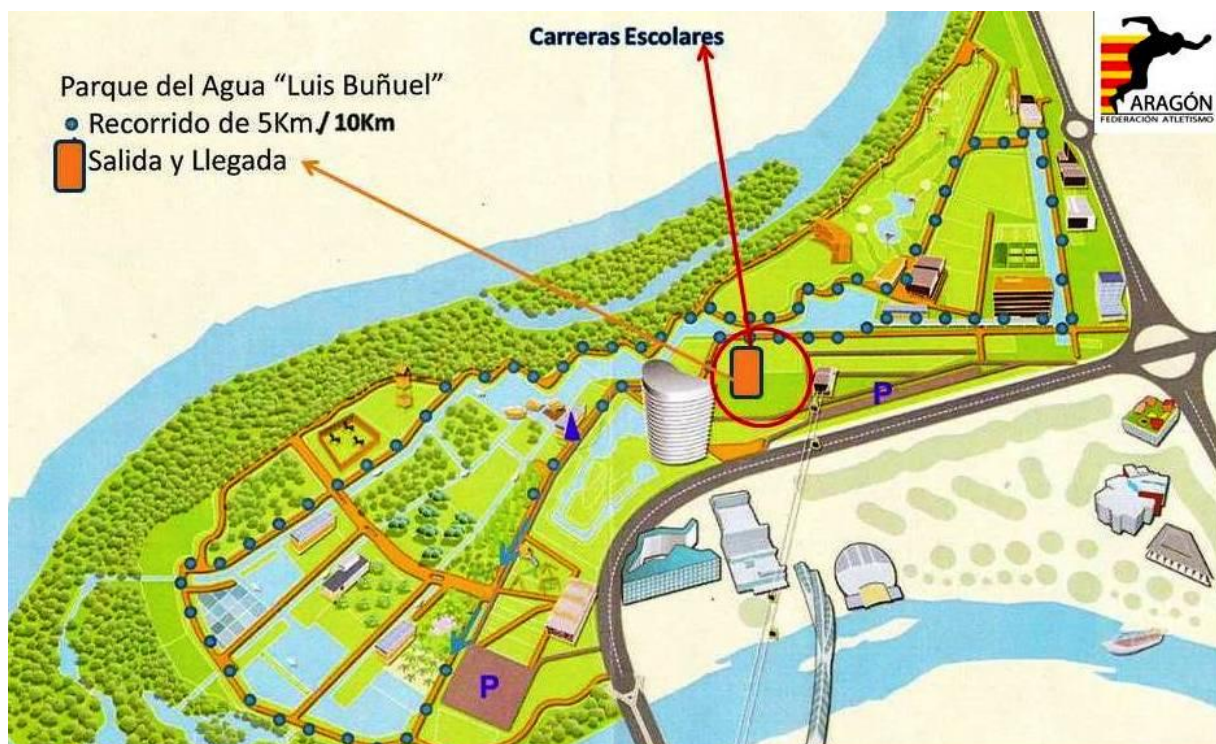 Carreras Escolares
Parque del Agua “Luis Buñuel”
Recorrido de 5Km./ 10Km
Salida y Llegada
ARAGÓN
FEDERACIÓN ATLETISMO
P
P